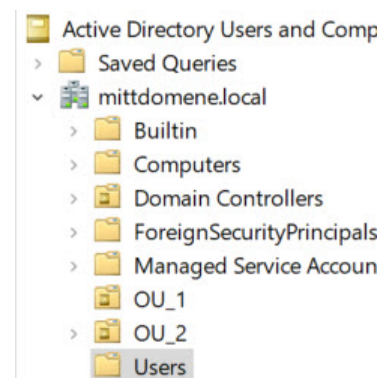 Active Directory Users and Comp
Saved Queries
mittdomene.local
Builtin
Computers
Domain Controllers
ForeignSecurityPrincipals
Managed Service Accoun
OU_1
OU_2
Users